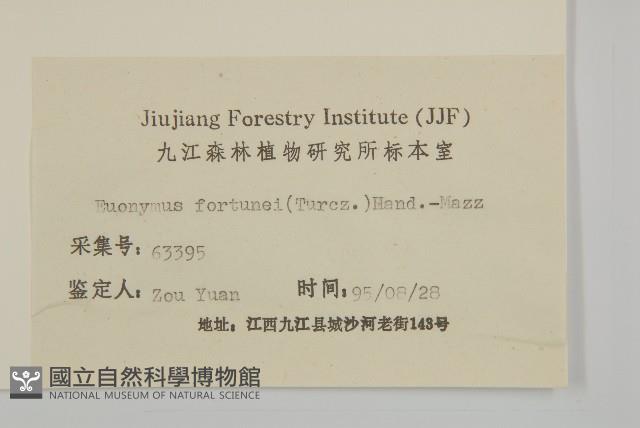 Jiujiang Forestry Institute (JJF)
九江森林植物研究所标本室
Euonymus fortunei(Turcz.)Hand.-Mazz
采集号：63395
鉴定人：Zou Yuan 时间：95/08/28
地址：江西九江县城沙河老街143号
國立自然科學博物館
NATIONAL MUSEUM OF NATURAL SCIENCE